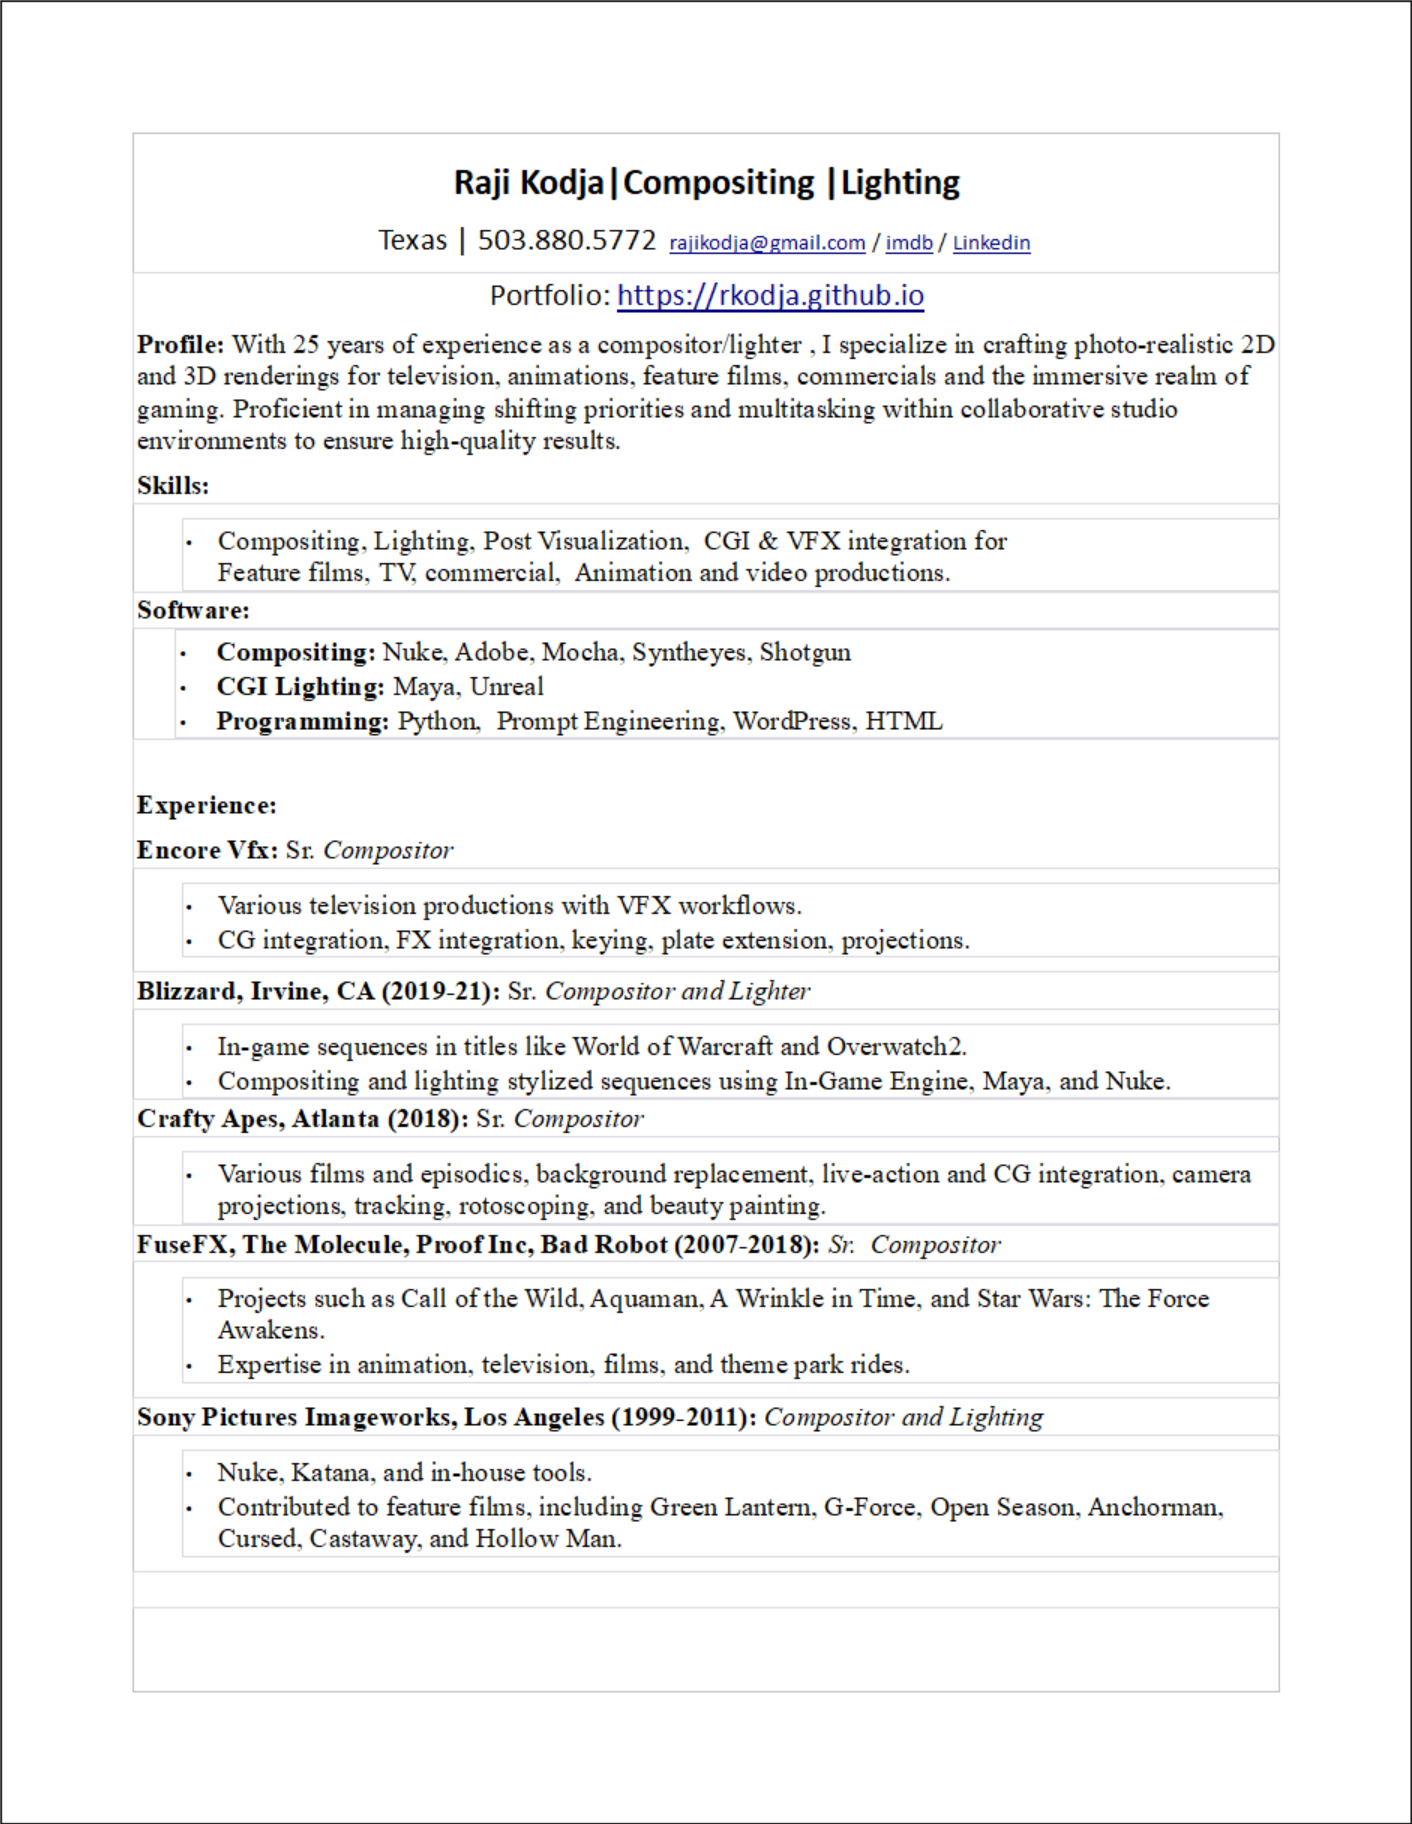 Raji Kodja|Compositing |Lighting
Texas | 503.880.5772 rajikodja@gmail.com / imdb / Linkedin
Portfolio: https://rkodja.github.io
Profile: With 25 years of experience as a compositor/lighter , I specialize in crafting photo-realistic 2D
and 3D renderings for television, animations, feature films, commercials and the immersive realm of
gaming. Proficient in managing shifting priorities and multitasking within collaborative studio
environments to ensure high-quality results.
Skills:
• Compositing, Lighting, Post Visualization, CGI & VFX integration for
Feature films, TV, commercial, Animation and video productions.
Software:
• Compositing: Nuke, Adobe, Mocha, Syntheyes, Shotgun
• CGI Lighting: Maya, Unreal
• Programming: Python, Prompt Engineering, WordPress, HTML
Experience:
Encore Vfx: Sr. Compositor
• Various television productions with VFX workflows.
• CG integration, FX integration, keying, plate extension, projections.
Blizzard, Irvine, CA (2019-21): Sr. Compositor and Lighter
• In-game sequences in titles like World of Warcraft and Overwatch2.
• Compositing and lighting stylized sequences using In-Game Engine, Maya, and Nuke.
Crafty Apes, Atlanta (2018): Sr. Compositor
• Various films and episodics, background replacement, live-action and CG integration, camera
projections, tracking, rotoscoping, and beauty painting.
FuseFX, The Molecule, Proof Inc, Bad Robot (2007-2018): Sr. Compositor
• Projects such as Call of the Wild, Aquaman, A Wrinkle in Time, and Star Wars: The Force
Awakens.
• Expertise in animation, television, films, and theme park rides.
Sony Pictures Imageworks, Los Angeles (1999-2011): Compositor and Lighting
• Nuke, Katana, and in-house tools.
• Contributed to feature films, including Green Lantern, G-Force, Open Season, Anchorman,
Cursed, Castaway, and Hollow Man.